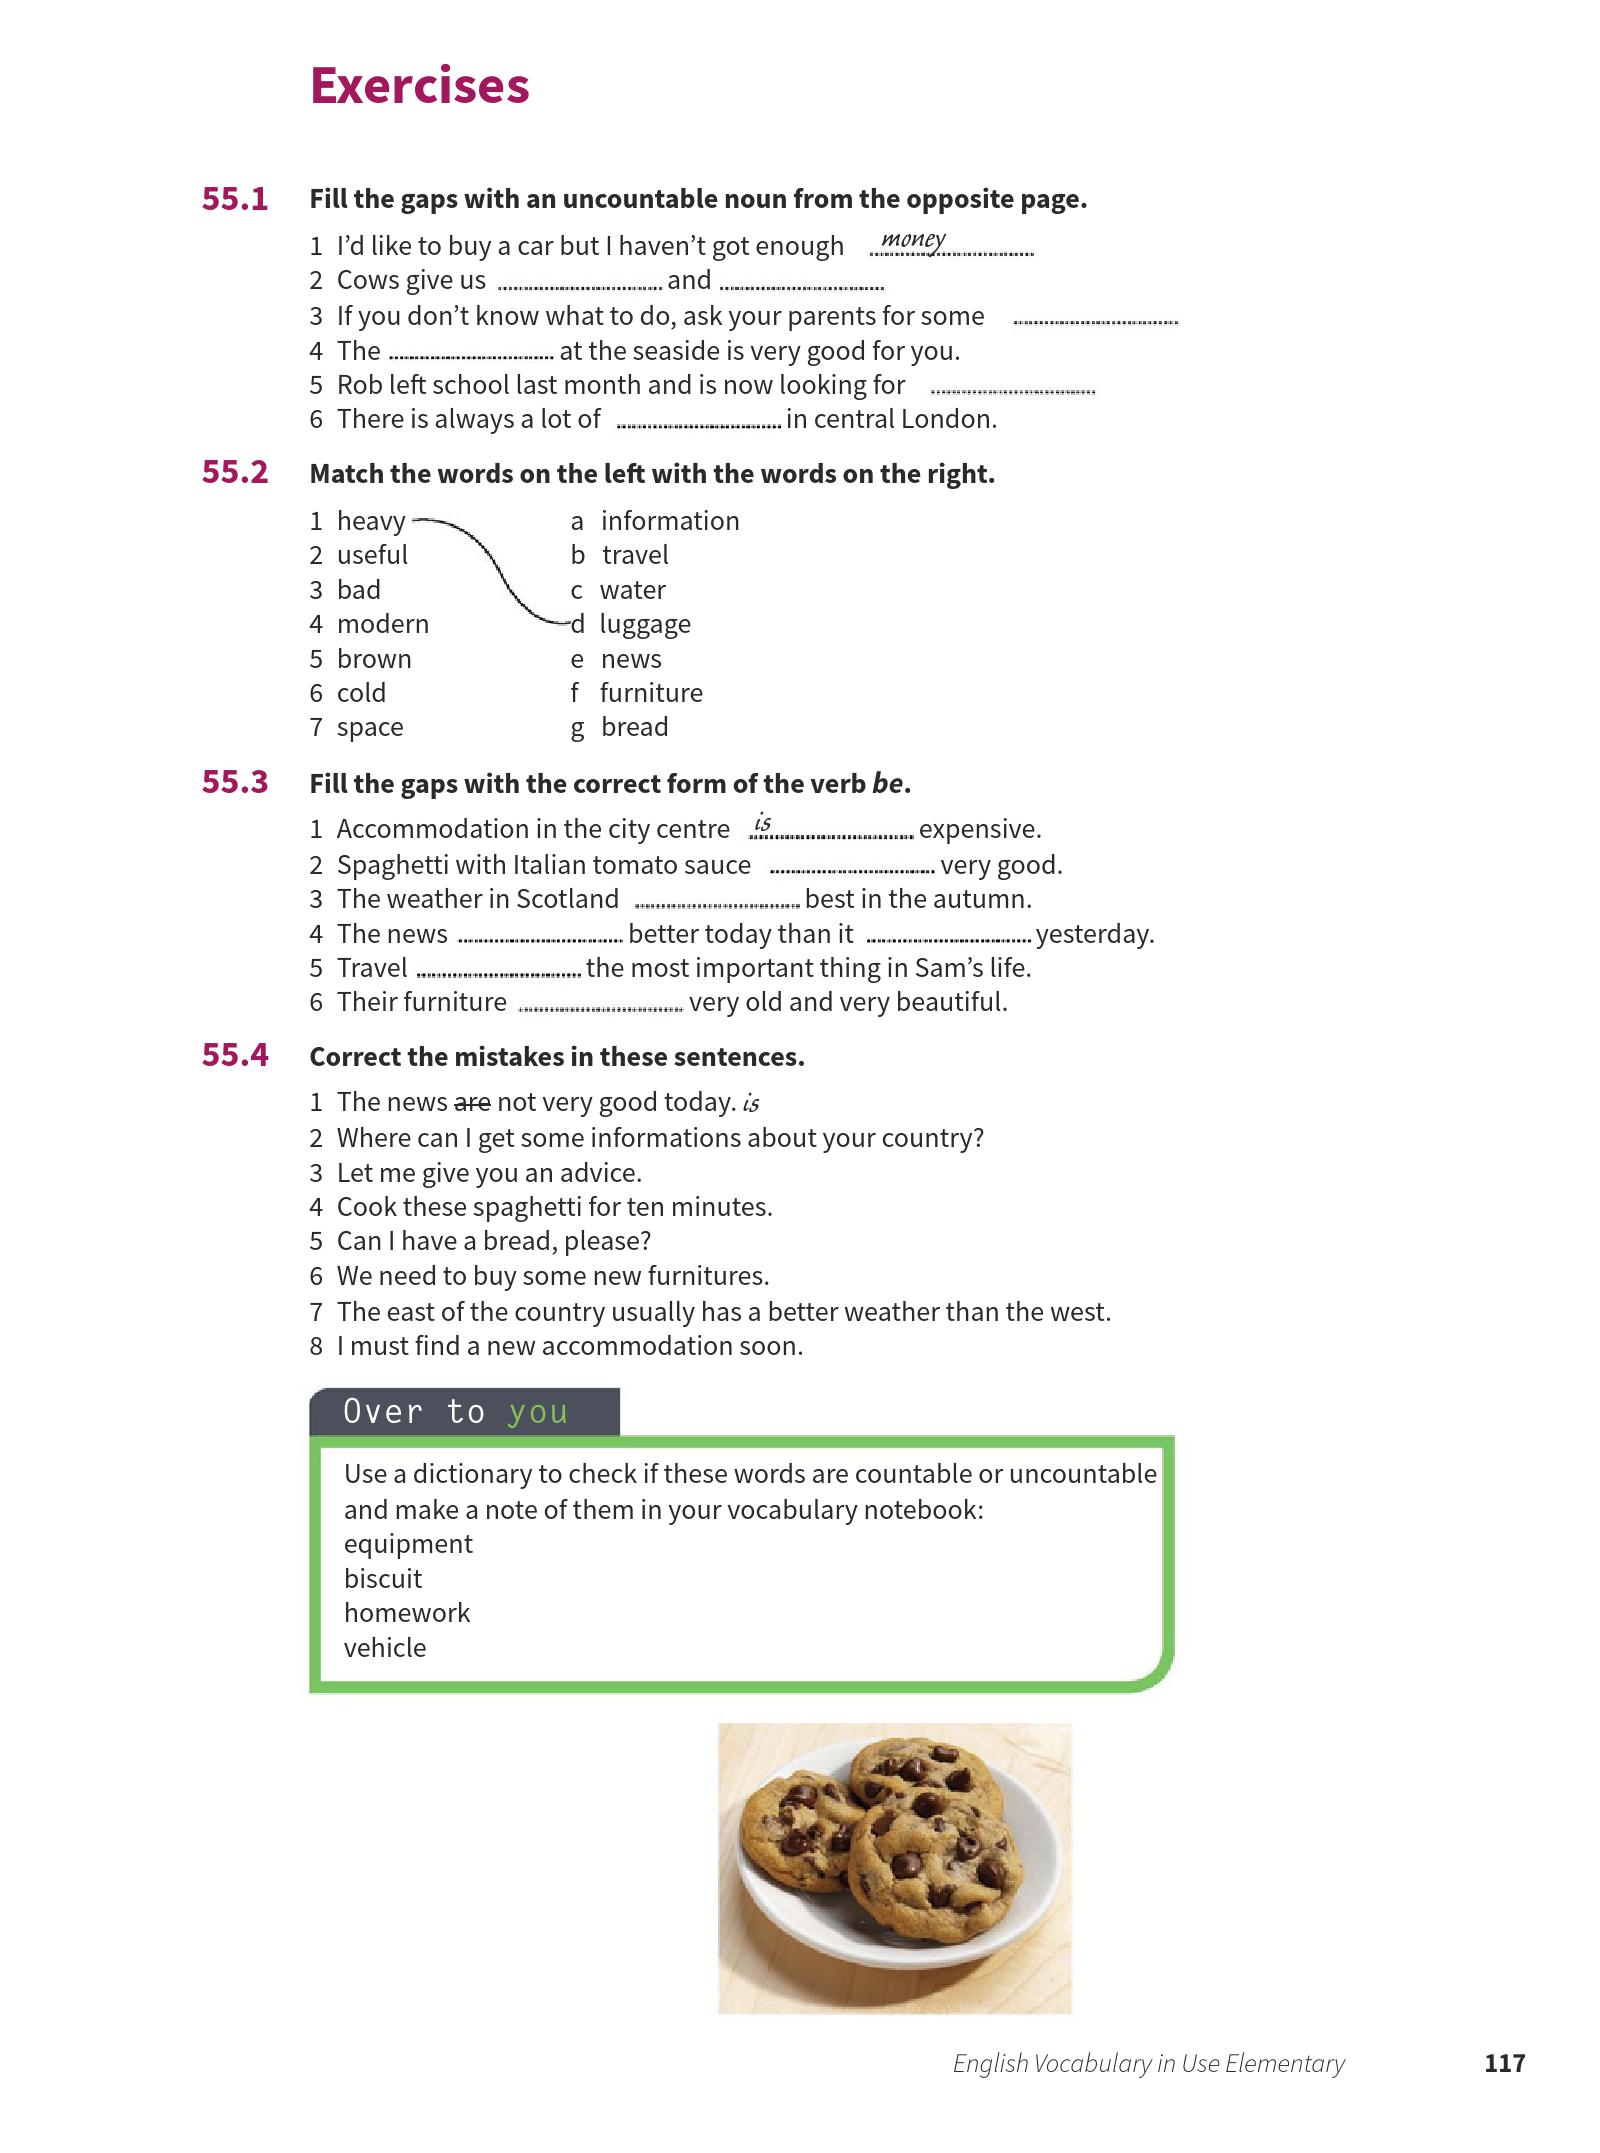 Exercises
55.1 Fill the gaps with an uncountable noun from the opposite page.
1 I’d like to buy a car but I haven’t got enough money
2 Cows give us ........................ and ........................
3 If you don’t know what to do, ask your parents for some ........................
4 The ........................ at the seaside is very good for you.
5 Rob left school last month and is now looking for ........................
6 There is always a lot of ........................ in central London.
55.2 Match the words on the left with the words on the right.
1 heavy a information
2 useful b travel
3 bad c water
4 modern d luggage
5 brown e news
6 cold f furniture
7 space g bread
55.3 Fill the gaps with the correct form of the verb be.
1 Accommodation in the city centre is ........................ expensive.
2 Spaghetti with Italian tomato sauce ........................ very good.
3 The weather in Scotland ........................ best in the autumn.
4 The news ........................ better today than it ........................ yesterday.
5 Travel ........................ the most important thing in Sam’s life.
6 Their furniture ........................ very old and very beautiful.
55.4 Correct the mistakes in these sentences.
1 The news are not very good today. is
2 Where can I get some informations about your country?
3 Let me give you an advice.
4 Cook these spaghetti for ten minutes.
5 Can I have a bread, please?
6 We need to buy some new furnitures.
7 The east of the country usually has a better weather than the west.
8 I must find a new accommodation soon.
Over to you
Use a dictionary to check if these words are countable or uncountable
and make a note of them in your vocabulary notebook:
equipment
biscuit
homework
vehicle
English Vocabulary in Use Elementary 117